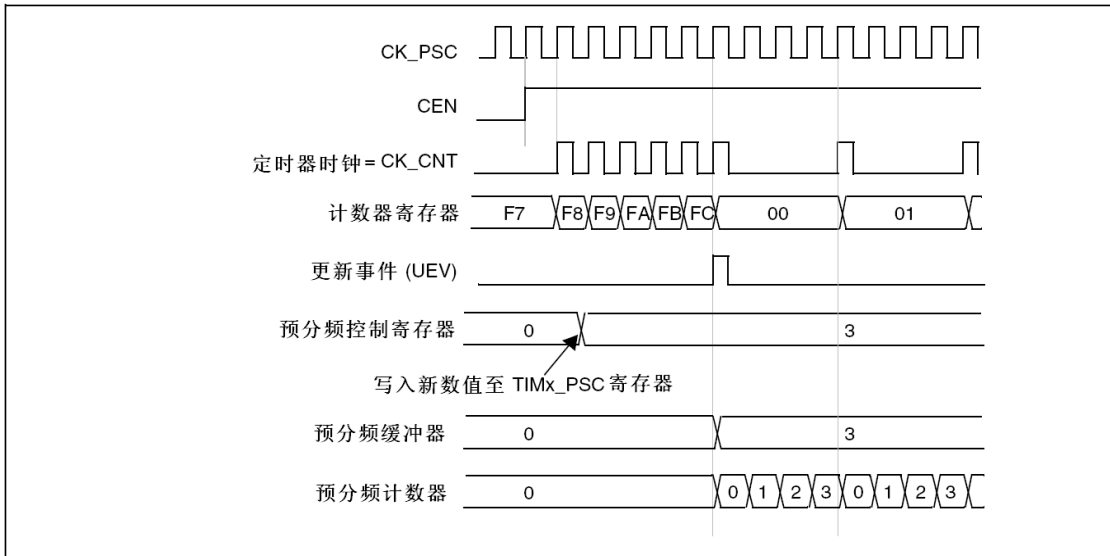 CK_PSC
CEN
定时器时钟= CK_CNT
计数器寄存器 F7 F8 F9 FA FB FC 00 01
更新事件 (UEV)
预分频控制寄存器 0 3
写入新数值至 TIMx_PSC 寄存器
预分频缓冲器 0 3
预分频计数器 0 0 1 2 3 0 1 2 3